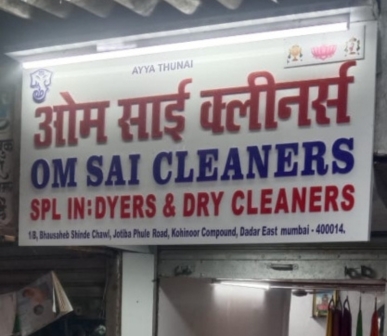 AYYA THUNAI
ओम साई क्लीनर्स
OM SAI CLEANERS
SPL IN: DYERS & DRY CLEANERS
1/B, Bhausaheb Shinde Chawl, Jotiba Phule Road, Kohinoor Compound, Dadar East mumbai - 400014.